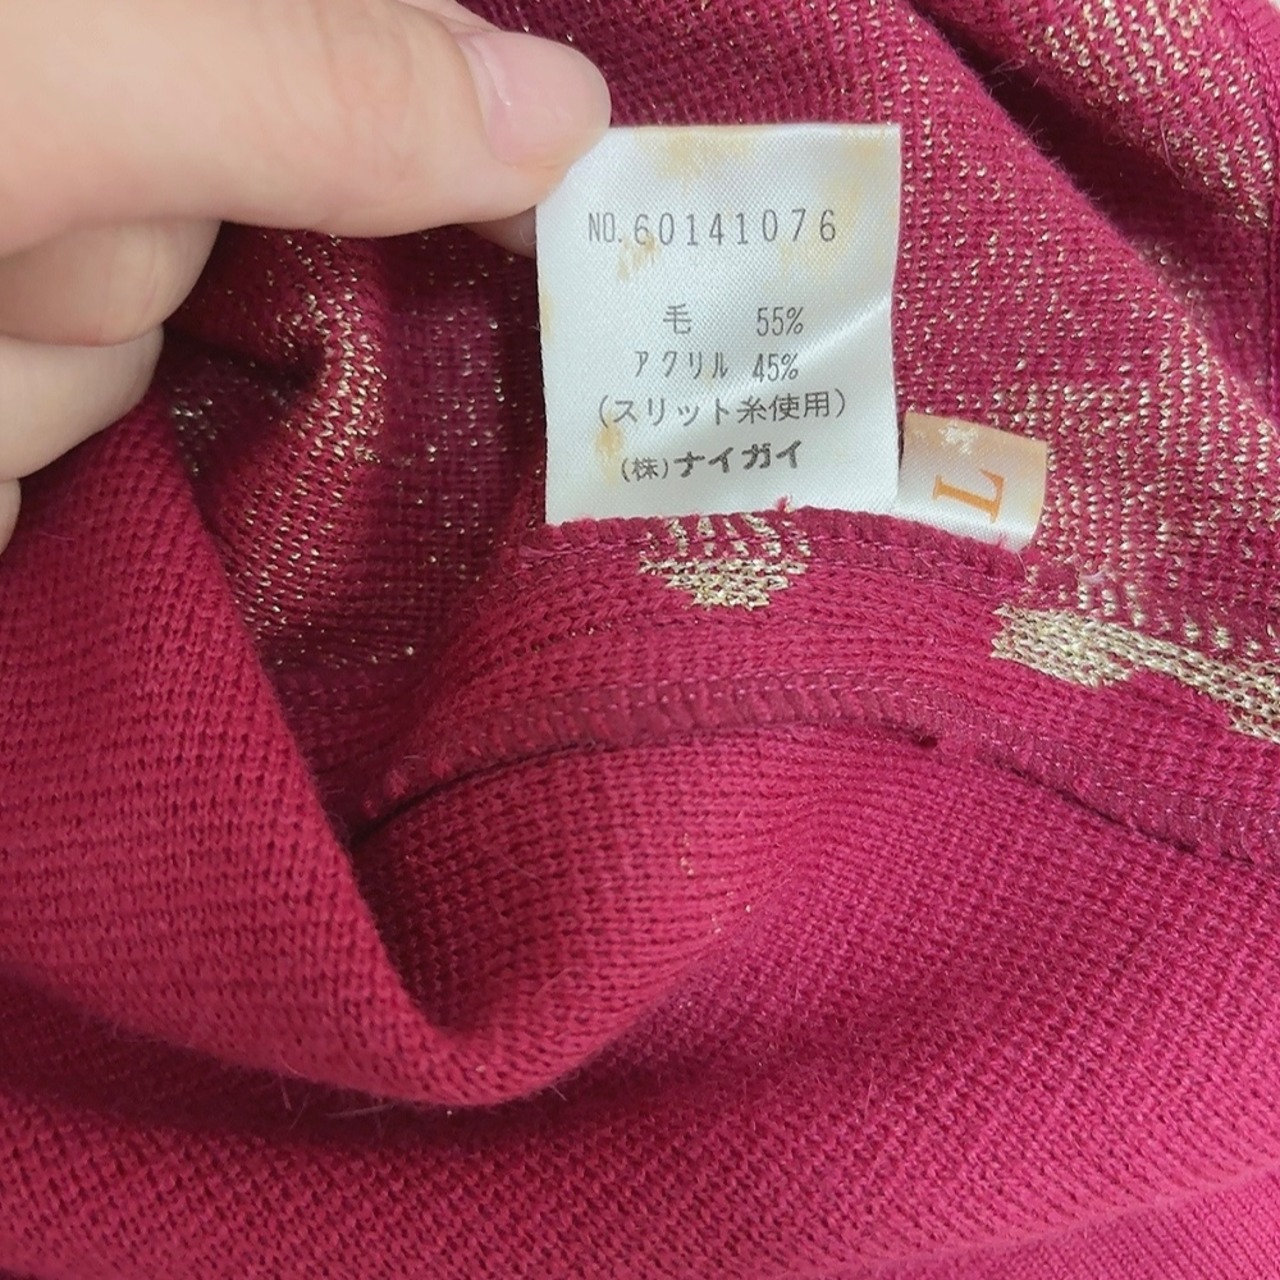 NO.60141076
毛 55%
アクリル 45%
(スリット糸使用)
(株)ナイガイ
L